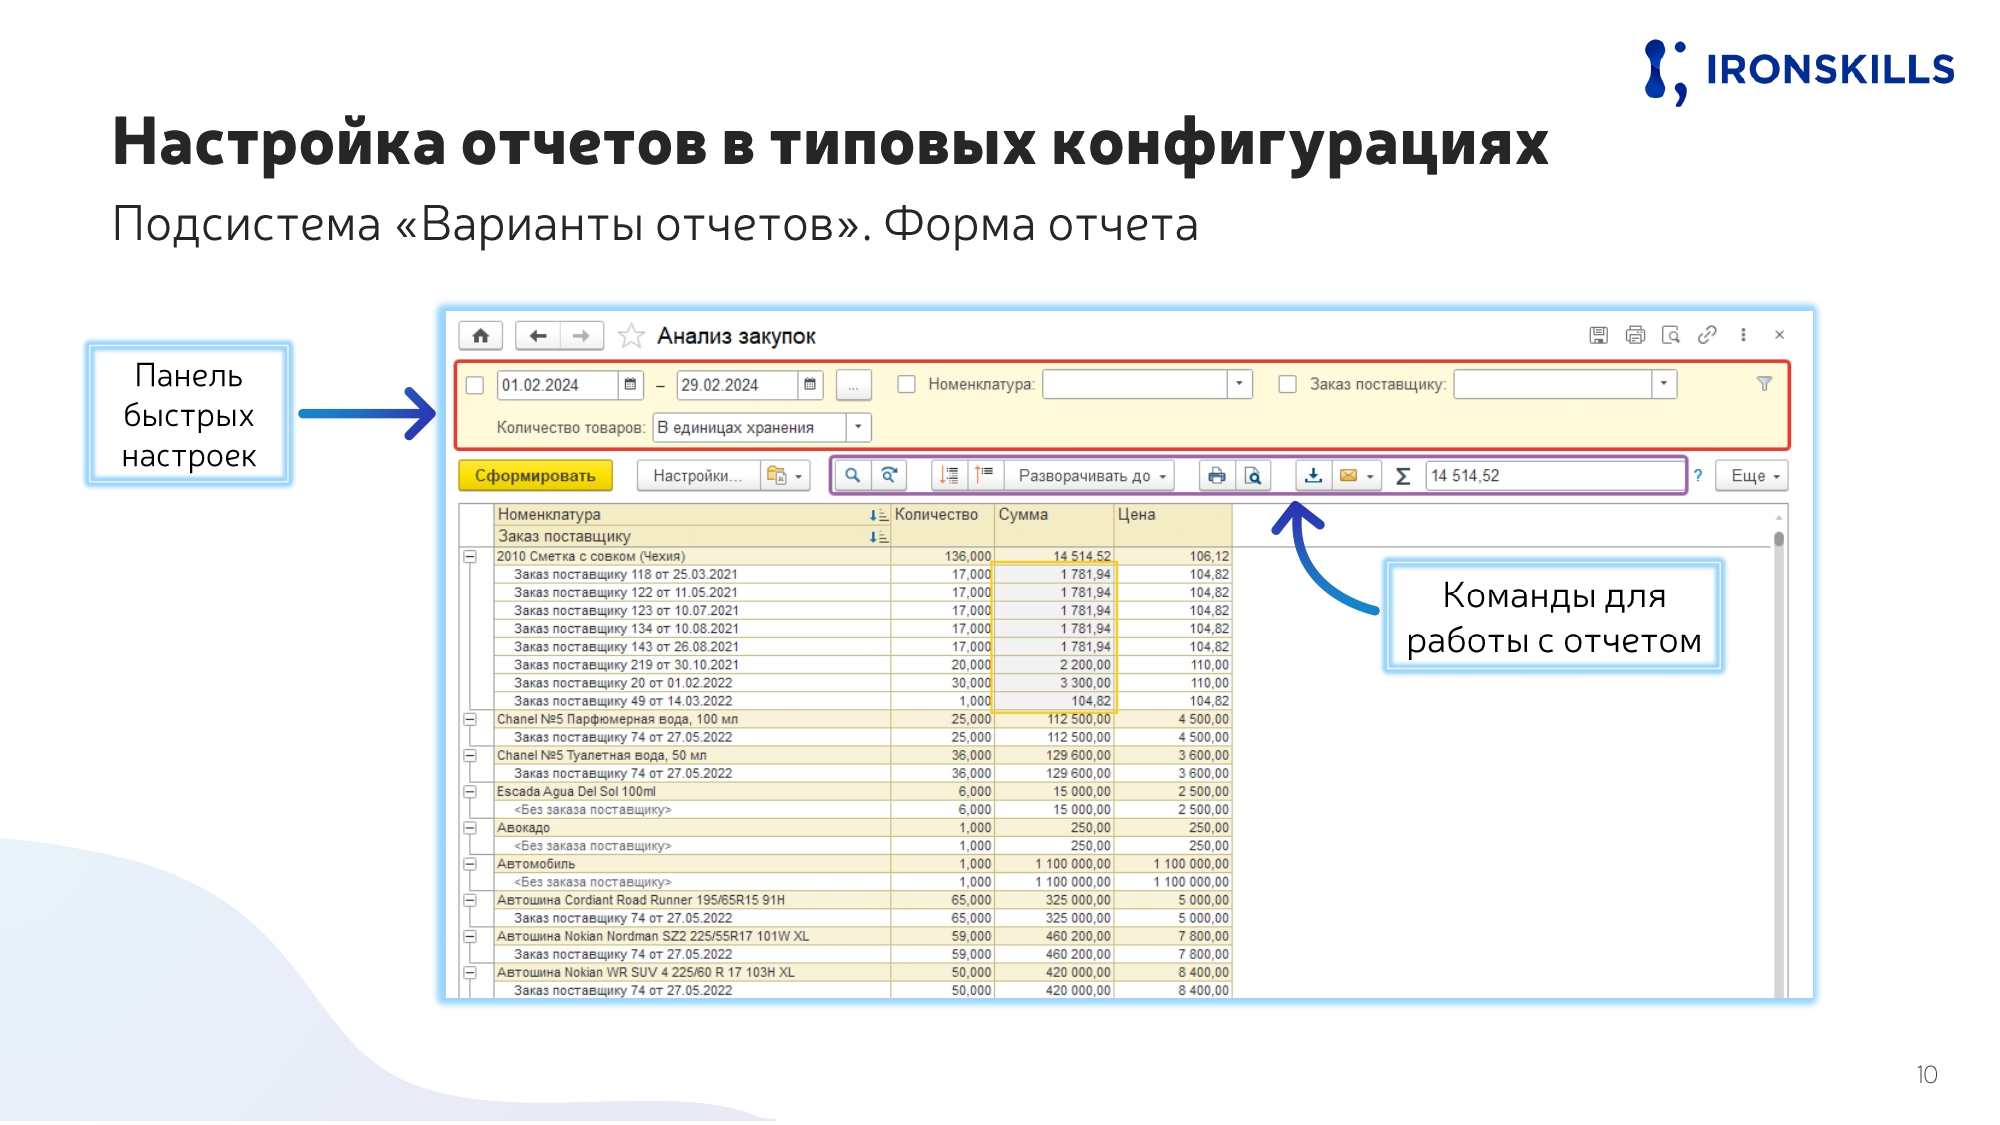 IRONSKILLS
Настройка отчетов в типовых конфигурациях
Подсистема «Варианты отчетов». Форма отчета
Панель
быстрых
настроек
Анализ закупок
01.02.2024 – 29.02.2024 ... Номенклатура: Заказ поставщику:
Количество товаров: В единицах хранения
Сформировать Настройки... Разворачивать до Σ 14 514,52 ? Еще
Номенклатура Количество Сумма Цена
Заказ поставщику
2010 Сметка с совком (Чехия) 136,000 14 514,52 106,12
Заказ поставщику 118 от 25.03.2021 17,000 1 781,94 104,82
Заказ поставщику 122 от 11.05.2021 17,000 1 781,94 104,82
Заказ поставщику 123 от 10.07.2021 17,000 1 781,94 104,82
Заказ поставщику 134 от 10.08.2021 17,000 1 781,94 104,82
Заказ поставщику 143 от 26.08.2021 17,000 1 781,94 104,82
Заказ поставщику 219 от 30.10.2021 20,000 2 200,00 110,00
Заказ поставщику 20 от 01.02.2022 30,000 3 300,00 110,00
Заказ поставщику 49 от 14.03.2022 1,000 104,82 104,82
Chanel №5 Парфюмерная вода, 100 мл 25,000 112 500,00 4 500,00
Заказ поставщику 74 от 27.05.2022 25,000 112 500,00 4 500,00
Chanel №5 Туалетная вода, 50 мл 36,000 129 600,00 3 600,00
Заказ поставщику 74 от 27.05.2022 36,000 129 600,00 3 600,00
Escada Agua Del Sol 100ml 6,000 15 000,00 2 500,00
<Без заказа поставщику> 6,000 15 000,00 2 500,00
Авокадо 1,000 250,00 250,00
<Без заказа поставщику> 1,000 250,00 250,00
Автомобиль 1,000 1 100 000,00 1 100 000,00
<Без заказа поставщику> 1,000 1 100 000,00 1 100 000,00
Автошина Cordiant Road Runner 195/65R15 91H 65,000 325 000,00 5 000,00
Заказ поставщику 74 от 27.05.2022 65,000 325 000,00 5 000,00
Автошина Nokian Nordman SZ2 225/55R17 101W XL 59,000 460 200,00 7 800,00
Заказ поставщику 74 от 27.05.2022 59,000 460 200,00 7 800,00
Автошина Nokian WR SUV 4 225/60 R 17 103H XL 50,000 420 000,00 8 400,00
Заказ поставщику 74 от 27.05.2022 50,000 420 000,00 8 400,00
Команды для
работы с отчетом
10